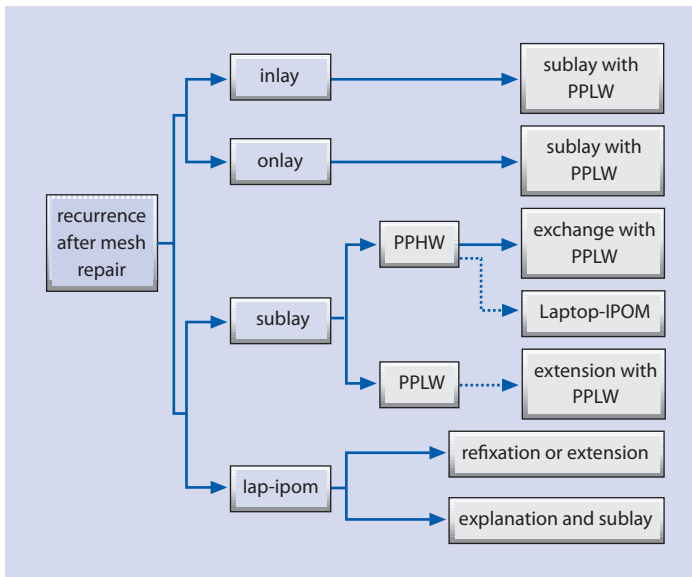 recurrence
after mesh
repair
inlay
sublay with
PPLW
onlay
sublay with
PPLW
sublay
PPHW
exchange with
PPLW
Laptop-IPOM
PPLW
extension with
PPLW
lap-ipom
refixation or extension
explanation and sublay